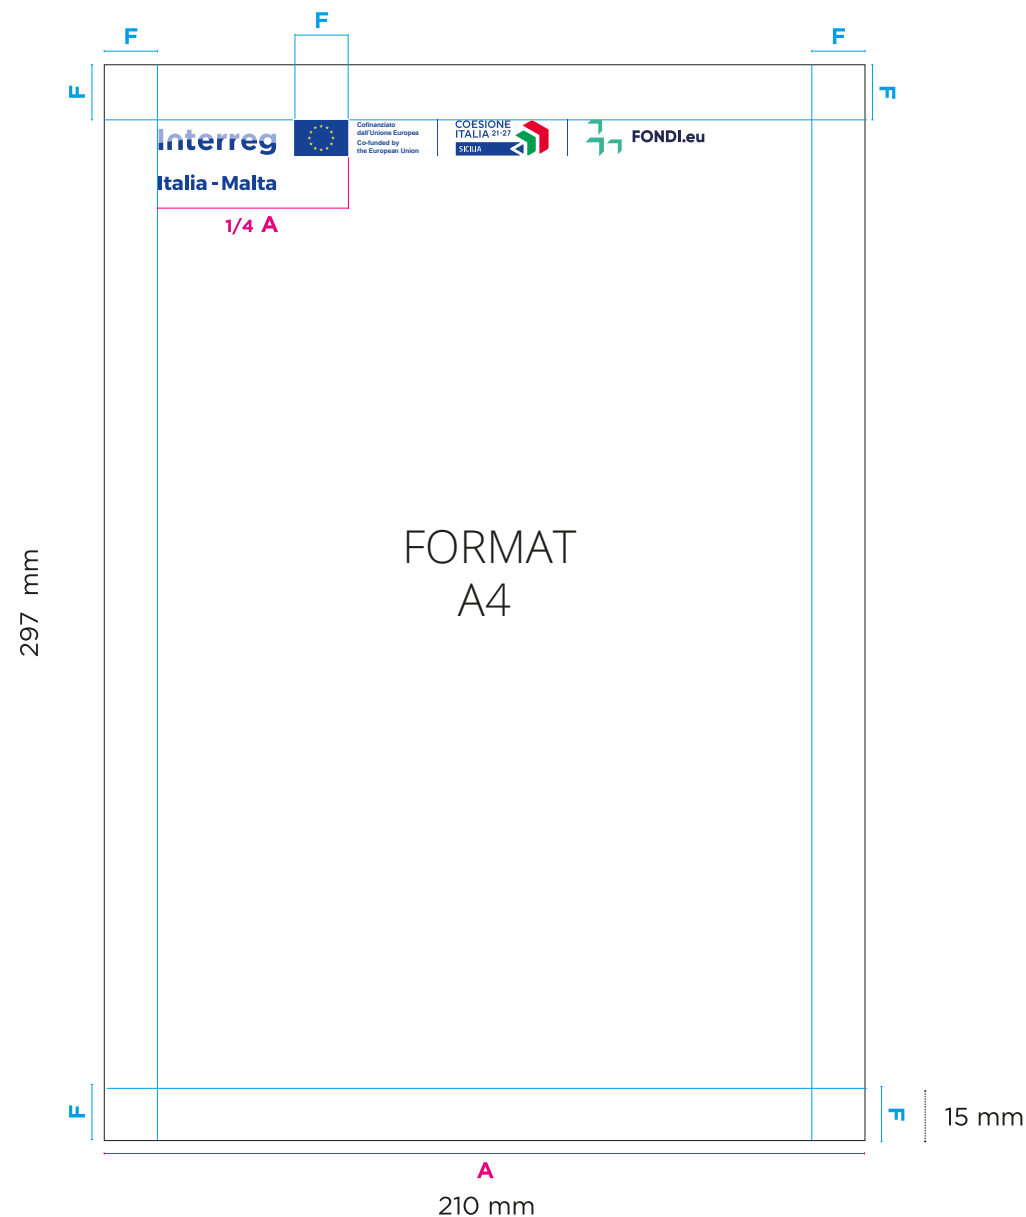 F
F
F
F
F
Interreg
Cofinanziato
dall'Unione Europea
Co-funded by
the European Union
COESIONE
ITALIA 21-27
SICILIA
FONDI.eu
Italia - Malta
1/4 A
FORMAT
A4
297 mm
F
F
15 mm
A
210 mm